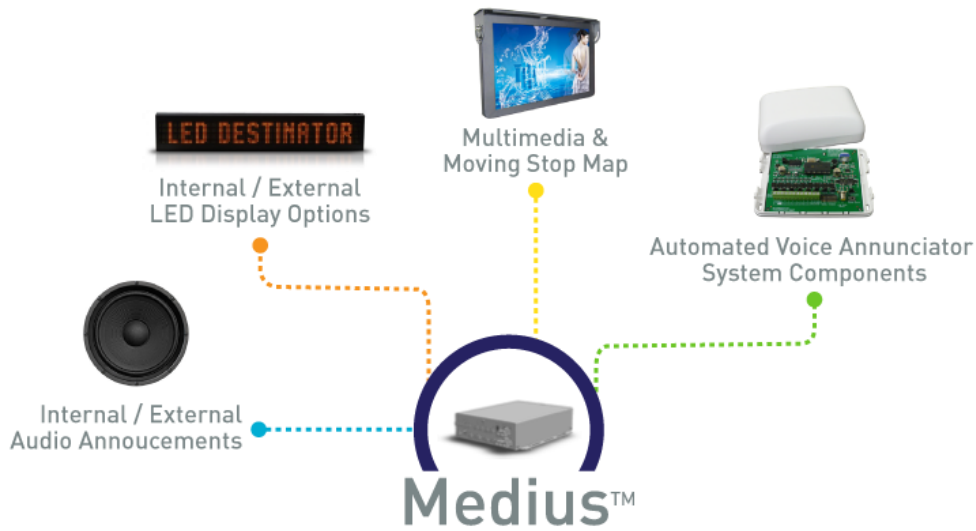 Multimedia &
Moving Stop Map
LED DESTINATOR
Internal / External
LED Display Options
Automated Voice Annunciator
System Components
Internal / External
Audio Annoucements
Medius™